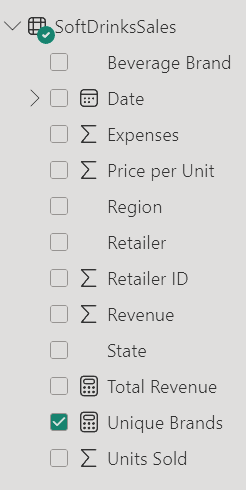 SoftDrinksSales
Beverage Brand
Date
Expenses
Price per Unit
Region
Retailer
Retailer ID
Revenue
State
Total Revenue
Unique Brands
Units Sold